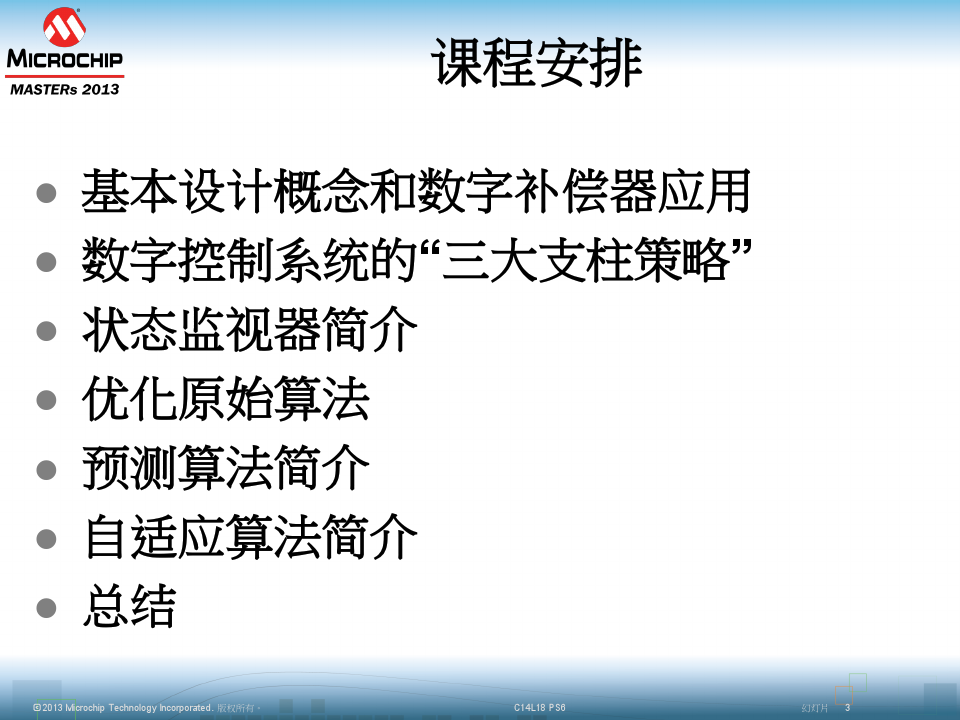 MICROCHIP
MASTERs 2013
课程安排
基本设计概念和数字补偿器应用
数字控制系统的“三大支柱策略”
状态监视器简介
优化原始算法
预测算法简介
自适应算法简介
总结
©2013 Microchip Technology Incorporated. 版权所有。
C14L18 PS6
幻灯片 3